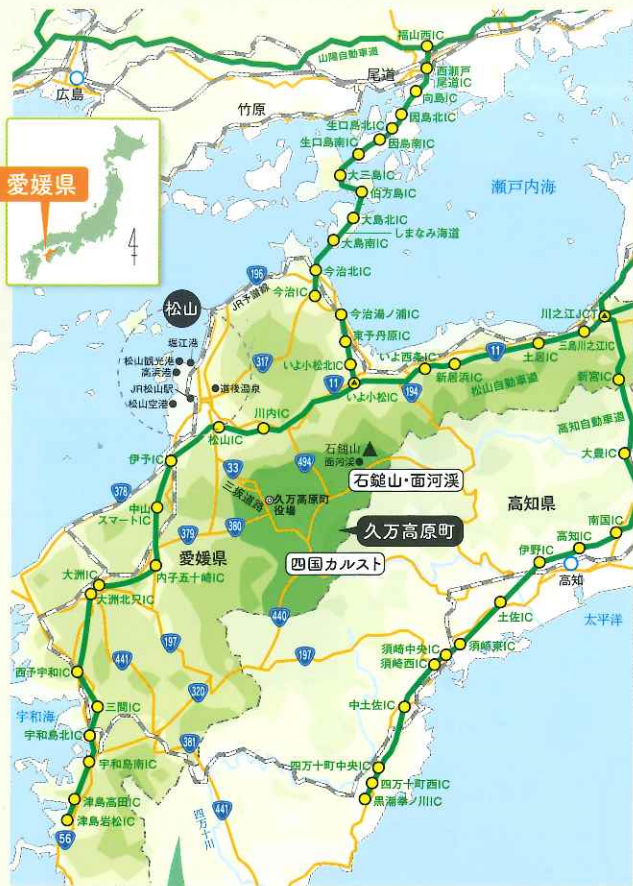 福山西IC
山陽自動車道
尾道
西瀬戸
尾道IC
広島
竹原
向島IC
因島北IC
生口島北IC
生口島南IC
因島南IC
大三島IC
伯方島IC
瀬戸内海
愛媛県
大島北IC
しまなみ海道
大島南IC
196
JR予讃線
今治北IC
今治IC
松山
今治湯ノ浦IC
川之江JCT
堀江港
東予丹原IC
三島川之江IC
松山観光港
高浜港
317
いよ小松北IC
いよ西条IC
11
土居IC
JR松山駅
道後温泉
11
新居浜IC
新宮IC
松山空港
いよ小松IC
194
松山自動車道
川内IC
松山IC
高知自動車道
石鎚山
面河渓
大豊IC
伊予IC
33
494
石鎚山・面河渓
378
三坂道路
久万高原町
役場
高知県
中山
スマートIC
379
380
久万高原町
南国IC
愛媛県
伊野IC
高知IC
大洲IC
内子五十崎IC
四国カルスト
高知
大洲北只IC
土佐IC
太平洋
440
197
441
197
須崎中央IC
須崎東IC
須崎西IC
西予宇和IC
320
宇和海
三間IC
中土佐IC
宇和島北IC
381
宇和島南IC
四万十町中央IC
四万十町西IC
津島高田IC
四万十川
441
黒潮拳ノ川IC
津島岩松IC
56